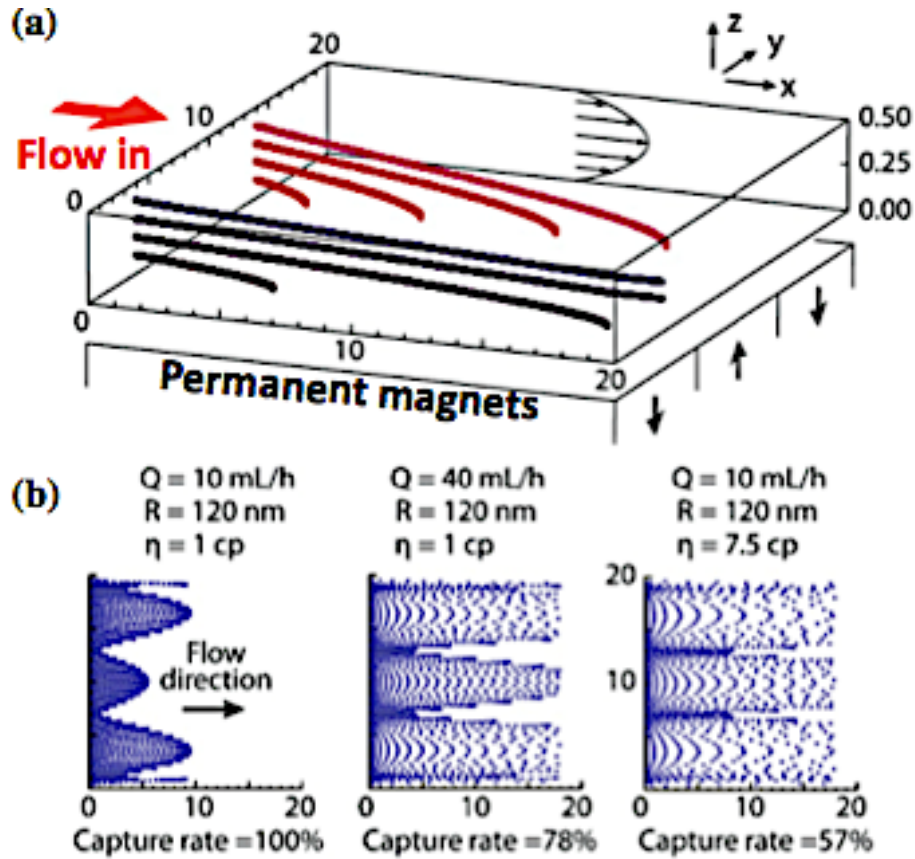 (a)
z
y
x
20
10
0
Flow in
0.50
0.25
0.00
0
10
20
Permanent magnets
(b)
Q = 10 mL/h
R = 120 nm
η = 1 cp
Q = 40 mL/h
R = 120 nm
η = 1 cp
Q = 10 mL/h
R = 120 nm
η = 7.5 cp
Flow
direction
0 10 20
Capture rate =100%
0 10 20
Capture rate =78%
20
10
0 10 20
Capture rate =57%